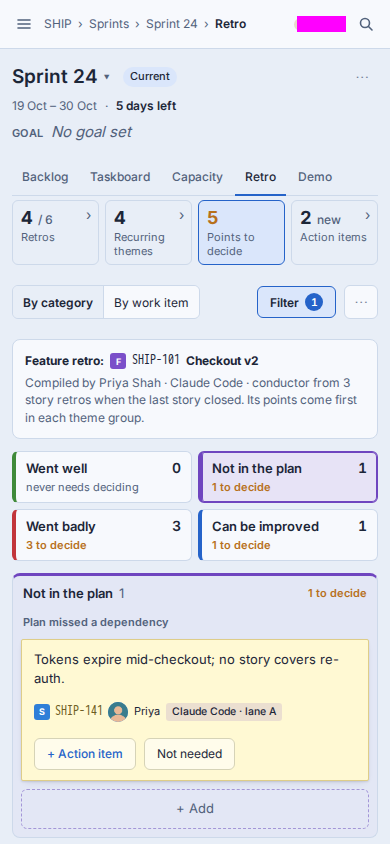 SHIP › Sprints › Sprint 24 › Retro
Sprint 24 ▾ Current ...
19 Oct – 30 Oct · 5 days left
GOAL No goal set
Backlog Taskboard Capacity Retro Demo
4 / 6 › Retros
4 › Recurring themes
5 Points to decide
2 new › Action items
By category By work item Filter 1 ...
Feature retro: F SHIP-101 Checkout v2
Compiled by Priya Shah · Claude Code · conductor from 3
story retros when the last story closed. Its points come first
in each theme group.
Went well 0
never needs deciding
Not in the plan 1
1 to decide
Went badly 3
3 to decide
Can be improved 1
1 to decide
Not in the plan 1 1 to decide
Plan missed a dependency
Tokens expire mid-checkout; no story covers re-
auth.
S SHIP-141 Priya Claude Code · lane A
+ Action item Not needed
+ Add